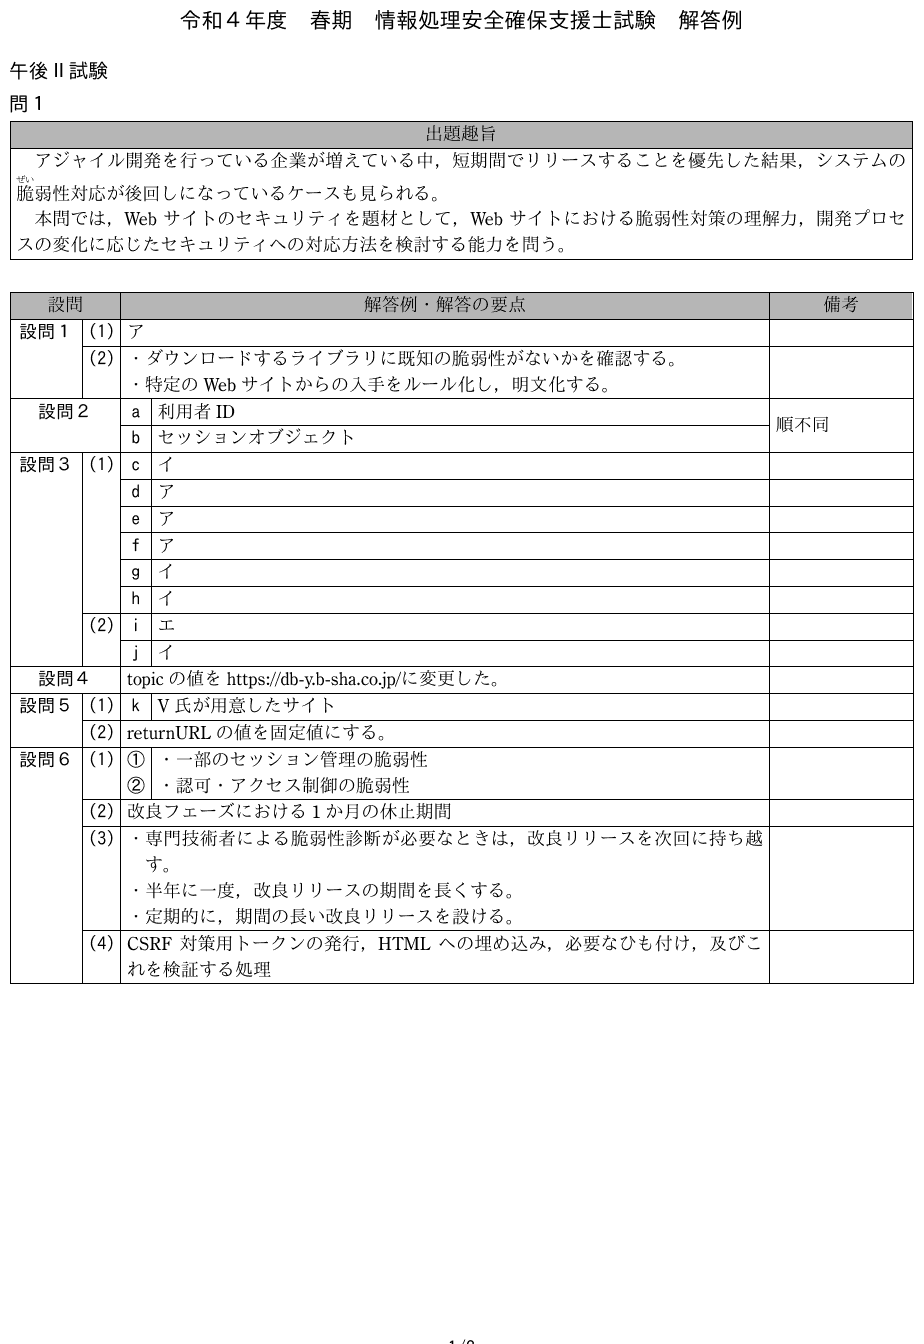 令和４年度　春期　情報処理安全確保支援士試験　解答例
午後Ⅱ試験
問１
出題趣旨
　アジャイル開発を行っている企業が増えている中，短期間でリリースすることを優先した結果，システムの
ぜい
脆弱性対応が後回しになっているケースも見られる。
　本問では，Web サイトのセキュリティを題材として，Web サイトにおける脆弱性対策の理解力，開発プロセ
スの変化に応じたセキュリティへの対応方法を検討する能力を問う。
設問　解答例・解答の要点　備考
設問１　(1)　ア
(2)　・ダウンロードするライブラリに既知の脆弱性がないかを確認する。
・特定の Web サイトからの入手をルール化し，明文化する。
設問２　a　利用者 ID　順不同
b　セッションオブジェクト
設問３　(1)　c　イ
d　ア
e　ア
f　ア
g　イ
h　イ
(2)　i　エ
j　イ
設問４　topic の値を https://db-y.b-sha.co.jp/に変更した。
設問５　(1)　k　V 氏が用意したサイト
(2)　returnURL の値を固定値にする。
設問６　(1)　①　・一部のセッション管理の脆弱性
②　・認可・アクセス制御の脆弱性
(2)　改良フェーズにおける 1 か月の休止期間
(3)　・専門技術者による脆弱性診断が必要なときは，改良リリースを次回に持ち越
す。
・半年に一度，改良リリースの期間を長くする。
・定期的に，期間の長い改良リリースを設ける。
(4)　CSRF 対策用トークンの発行，HTML への埋め込み，必要なひも付け，及びこ
れを検証する処理